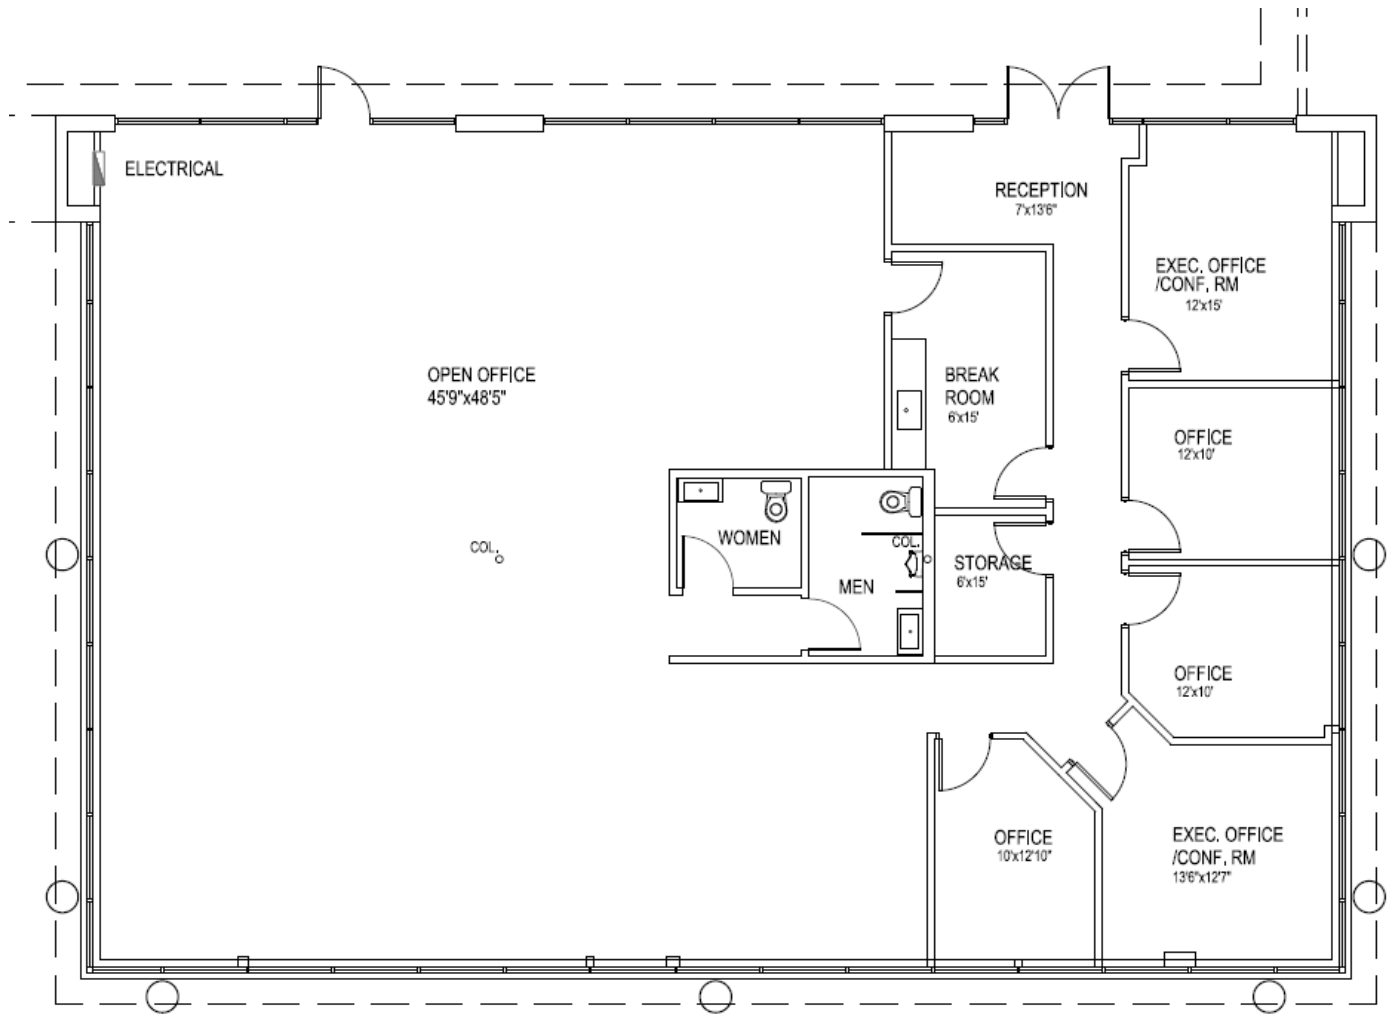 ELECTRICAL
RECEPTION
7'x13'6"
EXEC. OFFICE
/CONF. RM
12'x15'
OPEN OFFICE
45'9"x48'5"
BREAK
ROOM
6'x15'
OFFICE
12'x10'
WOMEN
COL.
COL.
STORAGE
6'x15'
MEN
OFFICE
12'x10'
OFFICE
10'x12'10"
EXEC. OFFICE
/CONF. RM
13'6"x12'7"